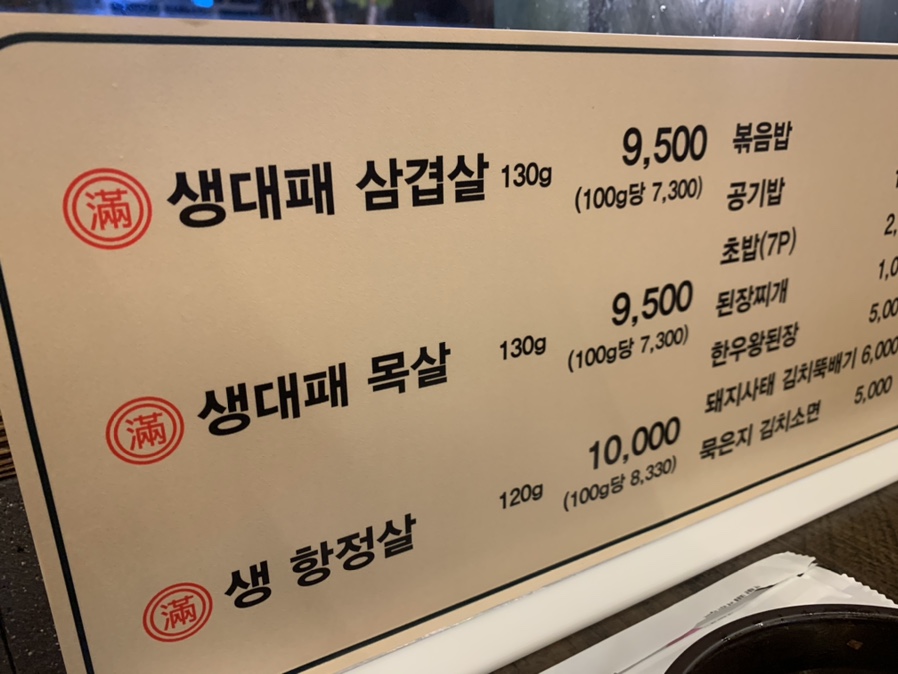 滿 생대패 삼겹살 130g 9,500
(100g당 7,300)
滿 생대패 목살 130g 9,500
(100g당 7,300)
滿 생 항정살 120g 10,000
(100g당 8,330)
볶음밥
공기밥
초밥(7P)
된장찌개
한우왕된장
돼지사태 김치뚝배기 6,000
묵은지 김치소면 5,000